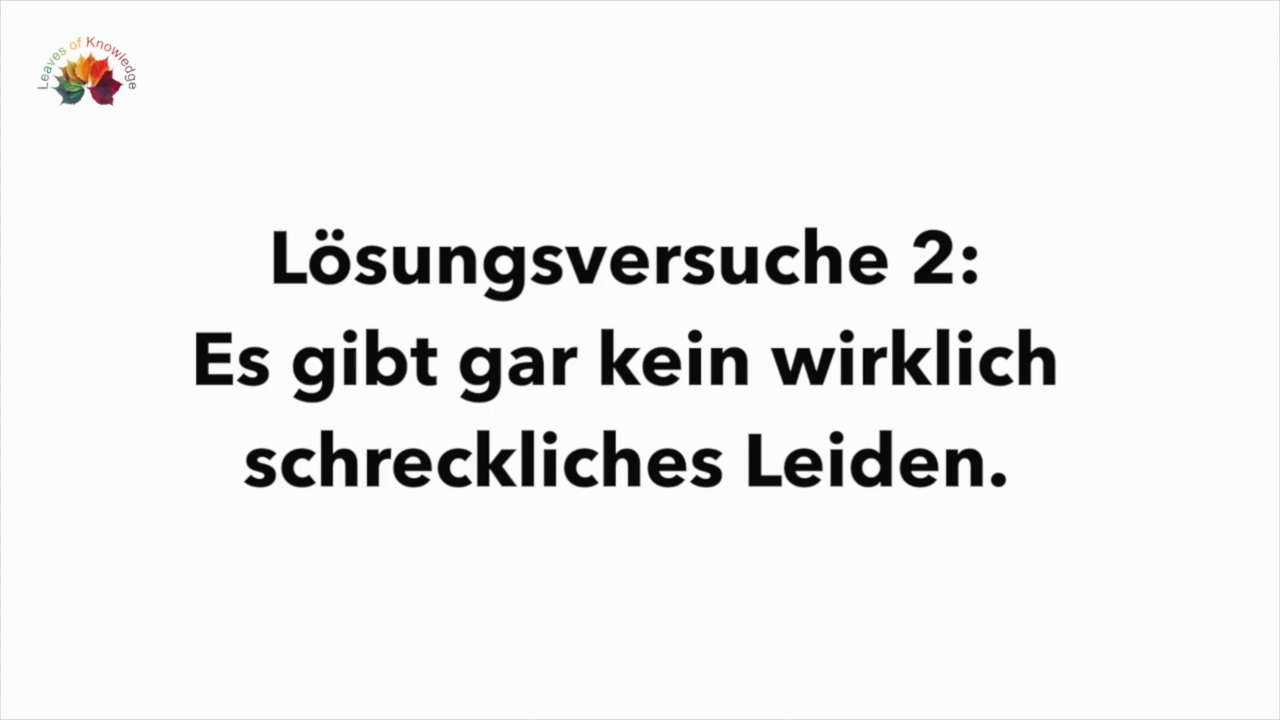 Leaves of Knowledge
Lösungsversuche 2:
Es gibt gar kein wirklich
schreckliches Leiden.